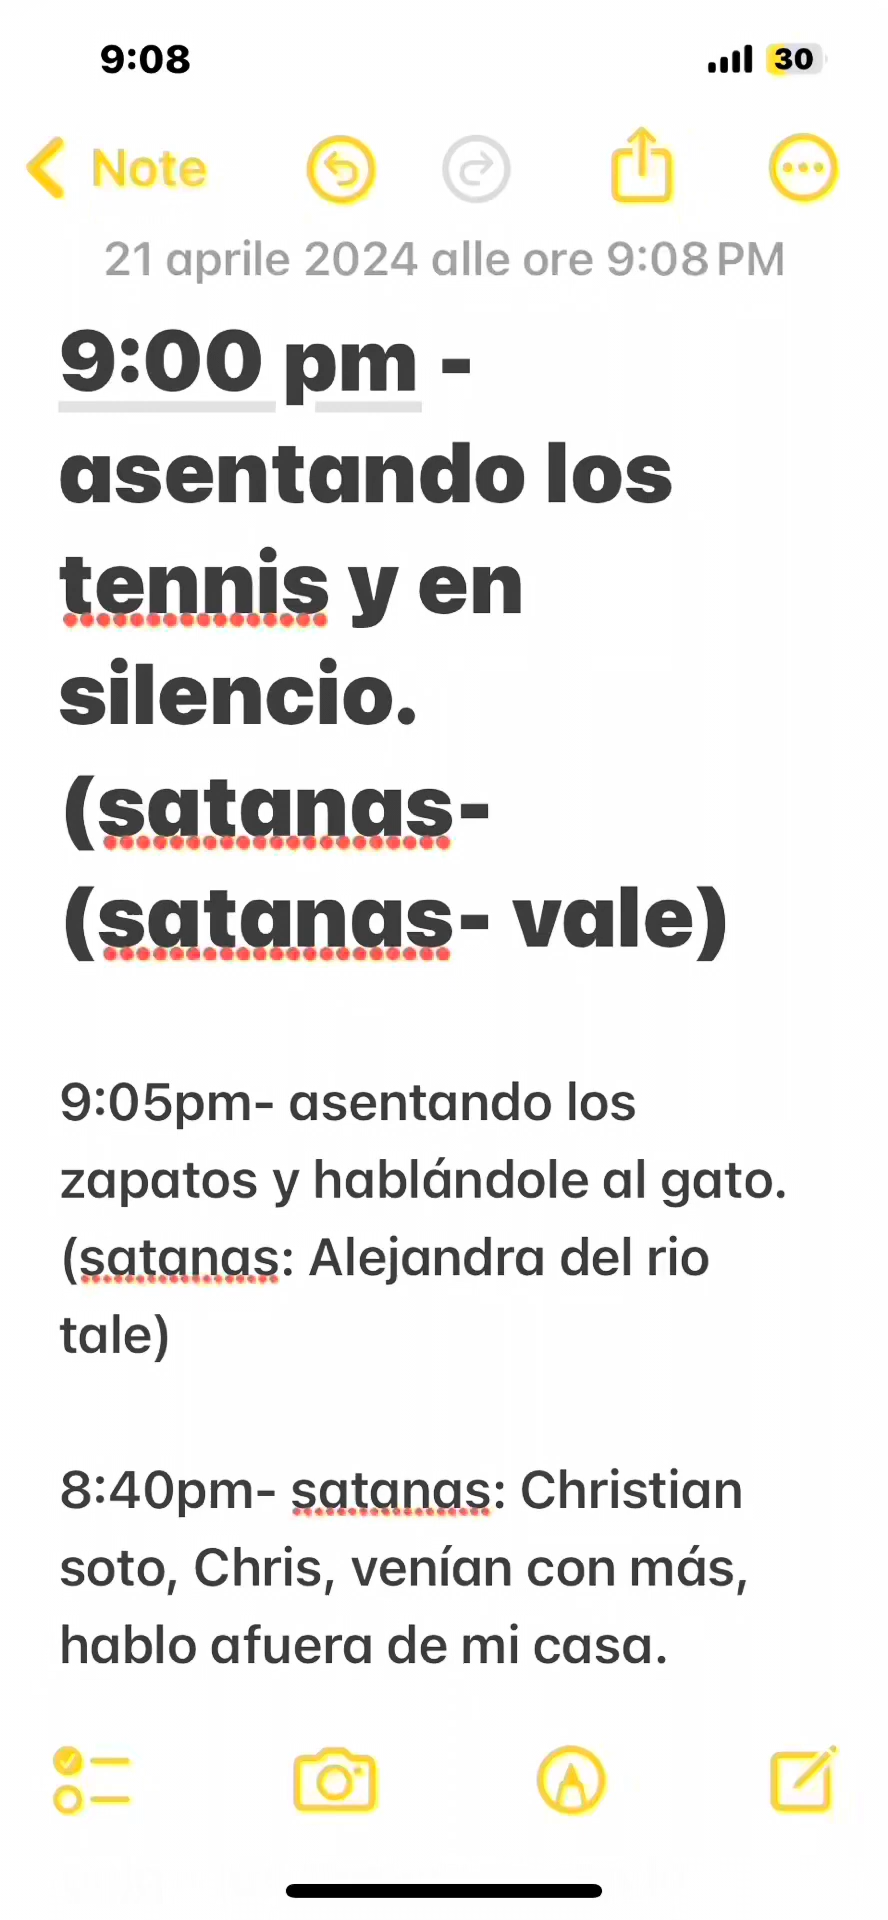 9:08
30
Note
21 aprile 2024 alle ore 9:08 PM
9:00 pm -
asentando los
tennis y en
silencio.
(satanas-
(satanas- vale)
9:05pm- asentando los
zapatos y hablándole al gato.
(satanas: Alejandra del rio
tale)
8:40pm- satanas: Christian
soto, Chris, venían con más,
hablo afuera de mi casa.